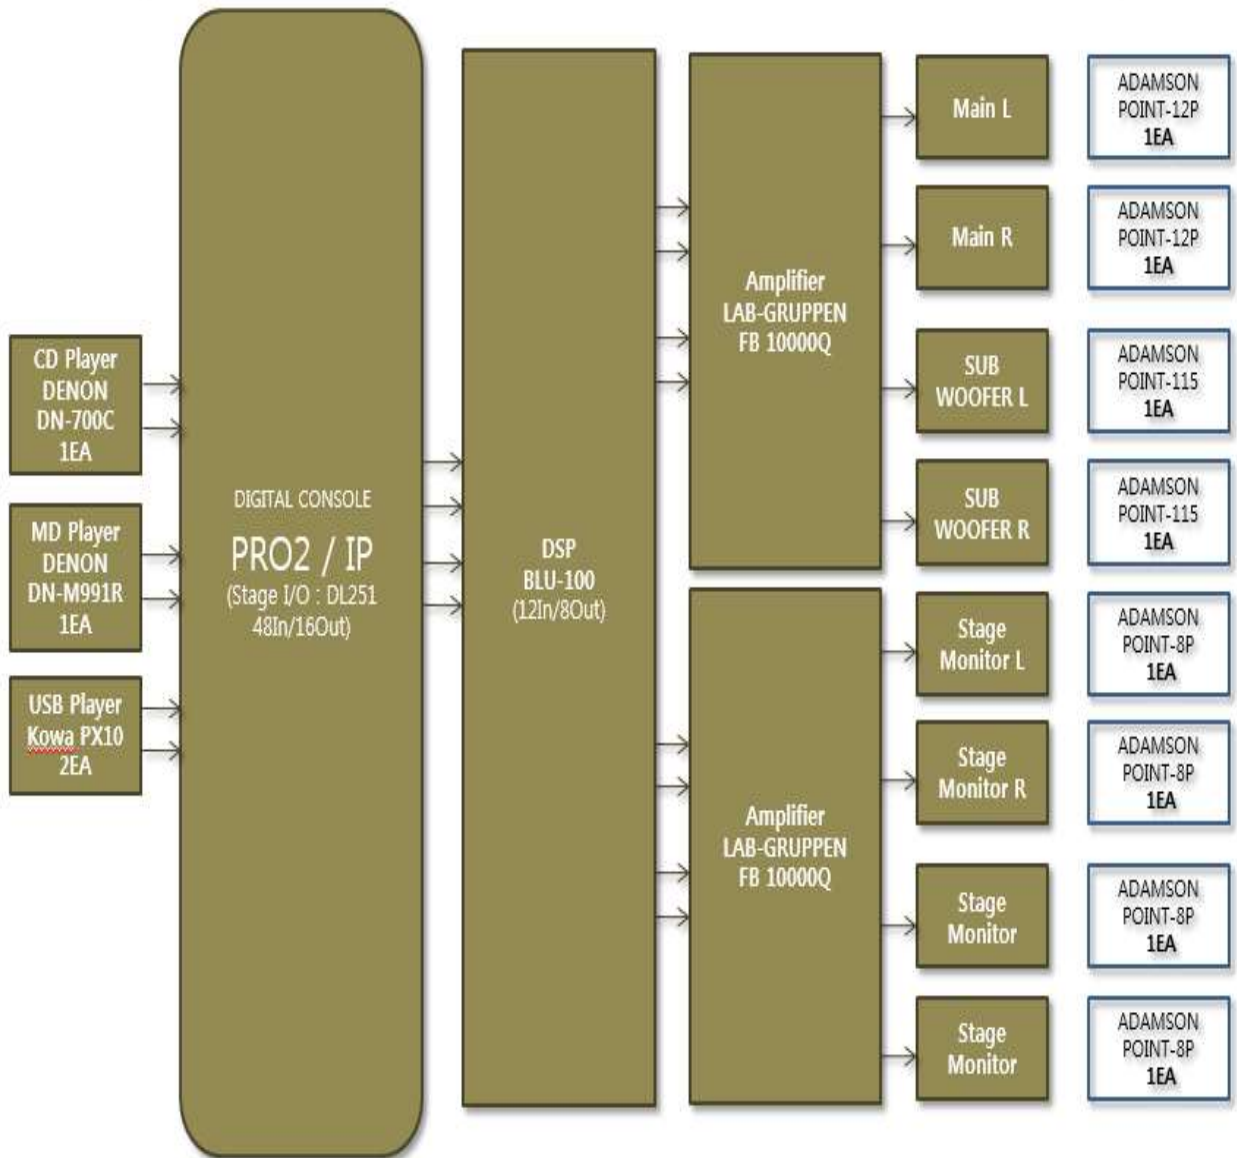 CD Player
DENON
DN-700C
1EA
MD Player
DENON
DN-M991R
1EA
USB Player
Kowa PX10
2EA
DIGITAL CONSOLE
PRO2 / IP
(Stage I/O : DL251
48In/16Out)
DSP
BLU-100
(12In/8Out)
Amplifier
LAB-GRUPPEN
FB 10000Q
Amplifier
LAB-GRUPPEN
FB 10000Q
Main L
ADAMSON
POINT-12P
1EA
Main R
ADAMSON
POINT-12P
1EA
SUB
WOOFER L
ADAMSON
POINT-115
1EA
SUB
WOOFER R
ADAMSON
POINT-115
1EA
Stage
Monitor L
ADAMSON
POINT-8P
1EA
Stage
Monitor R
ADAMSON
POINT-8P
1EA
Stage
Monitor
ADAMSON
POINT-8P
1EA
Stage
Monitor
ADAMSON
POINT-8P
1EA